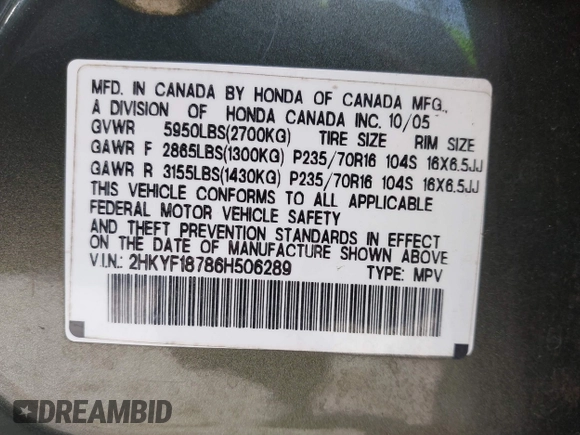 MFD. IN CANADA BY HONDA OF CANADA MFG.,
A DIVISION OF HONDA CANADA INC. 10/05
GVWR 5950LBS(2700KG) TIRE SIZE RIM SIZE
GAWR F 2865LBS(1300KG) P235/70R16 104S 16X6.5JJ
GAWR R 3155LBS(1430KG) P235/70R16 104S 16X6.5JJ
THIS VEHICLE CONFORMS TO ALL APPLICABLE
FEDERAL MOTOR VEHICLE SAFETY
AND THEFT PREVENTION STANDARDS IN EFFECT
ON THE DATE OF MANUFACTURE SHOWN ABOVE
V.I.N.: 2HKYF18786H506289 TYPE: MPV
DREAMBID